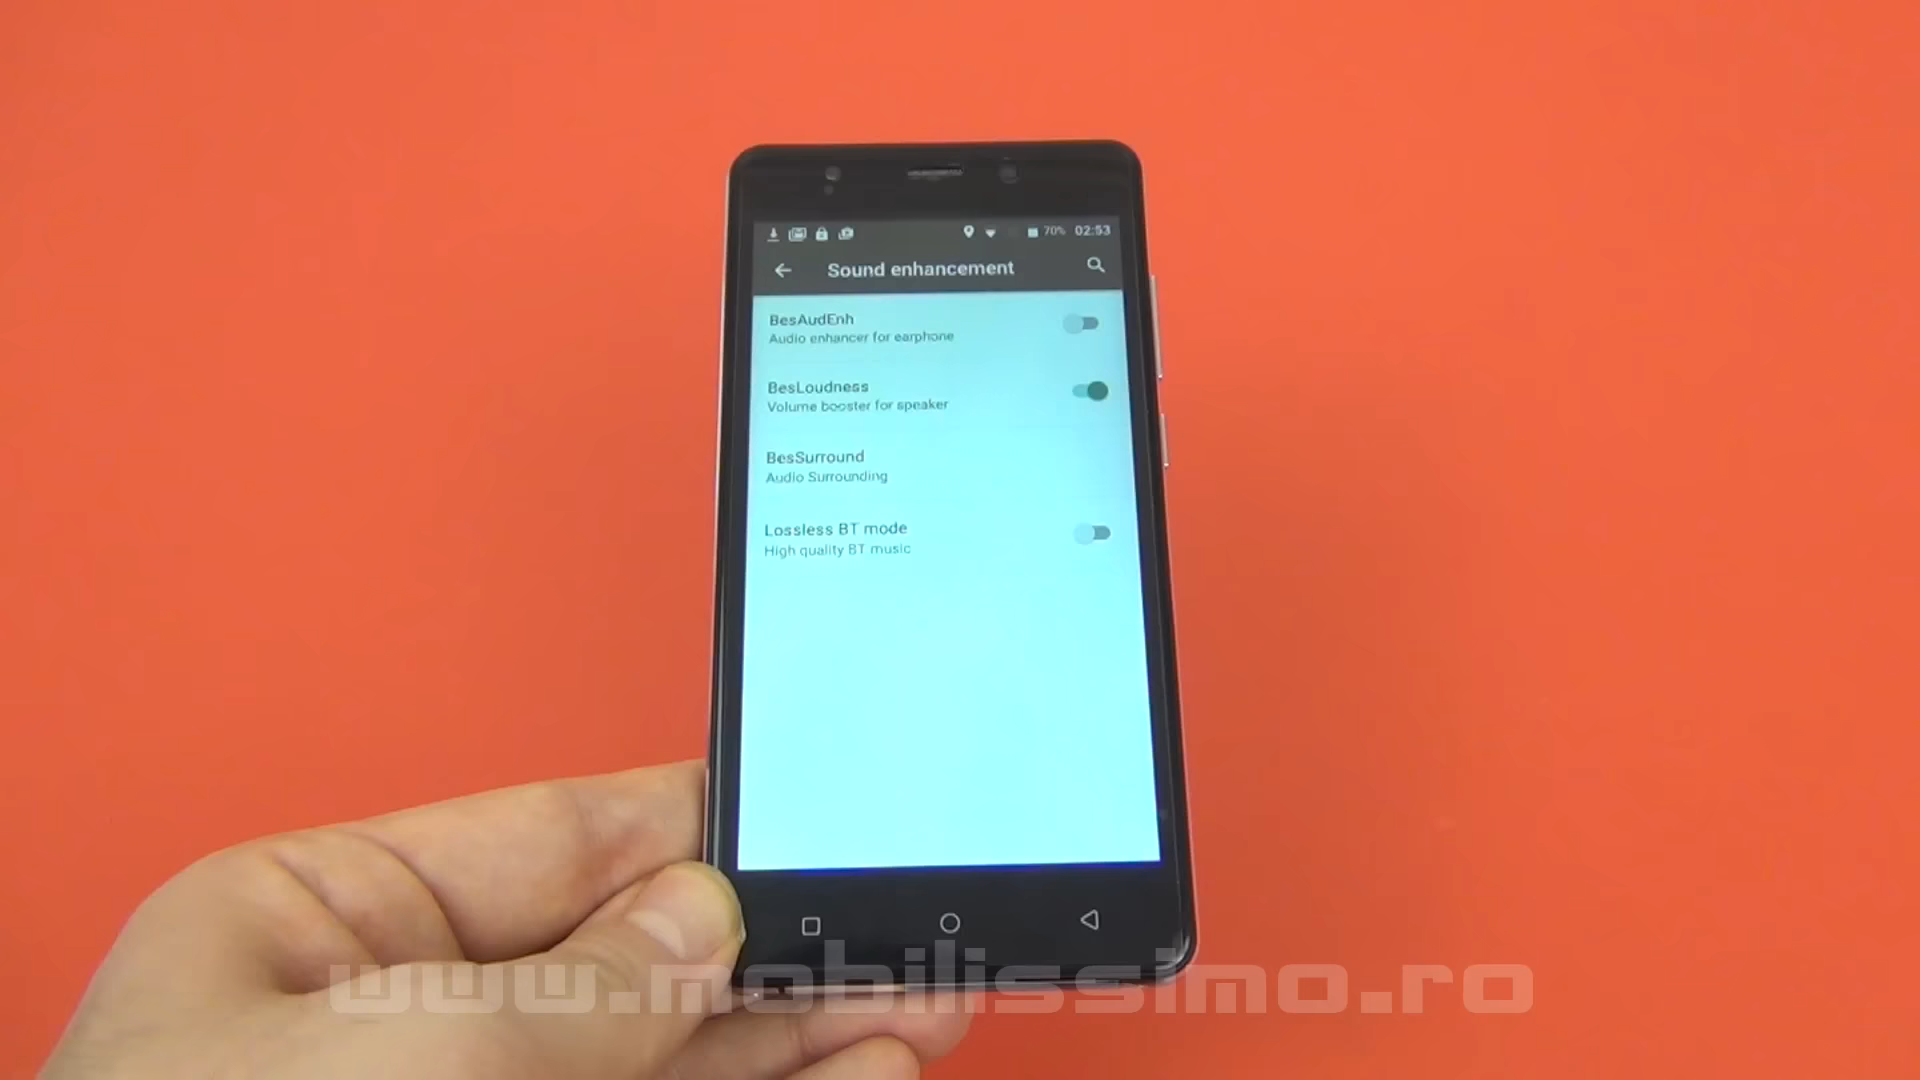 70% 02:53
Sound enhancement
BesAudEnh
Audio enhancer for earphone
BesLoudness
Volume booster for speaker
BesSurround
Audio Surrounding
Lossless BT mode
High quality BT music
www.mobilissimo.ro